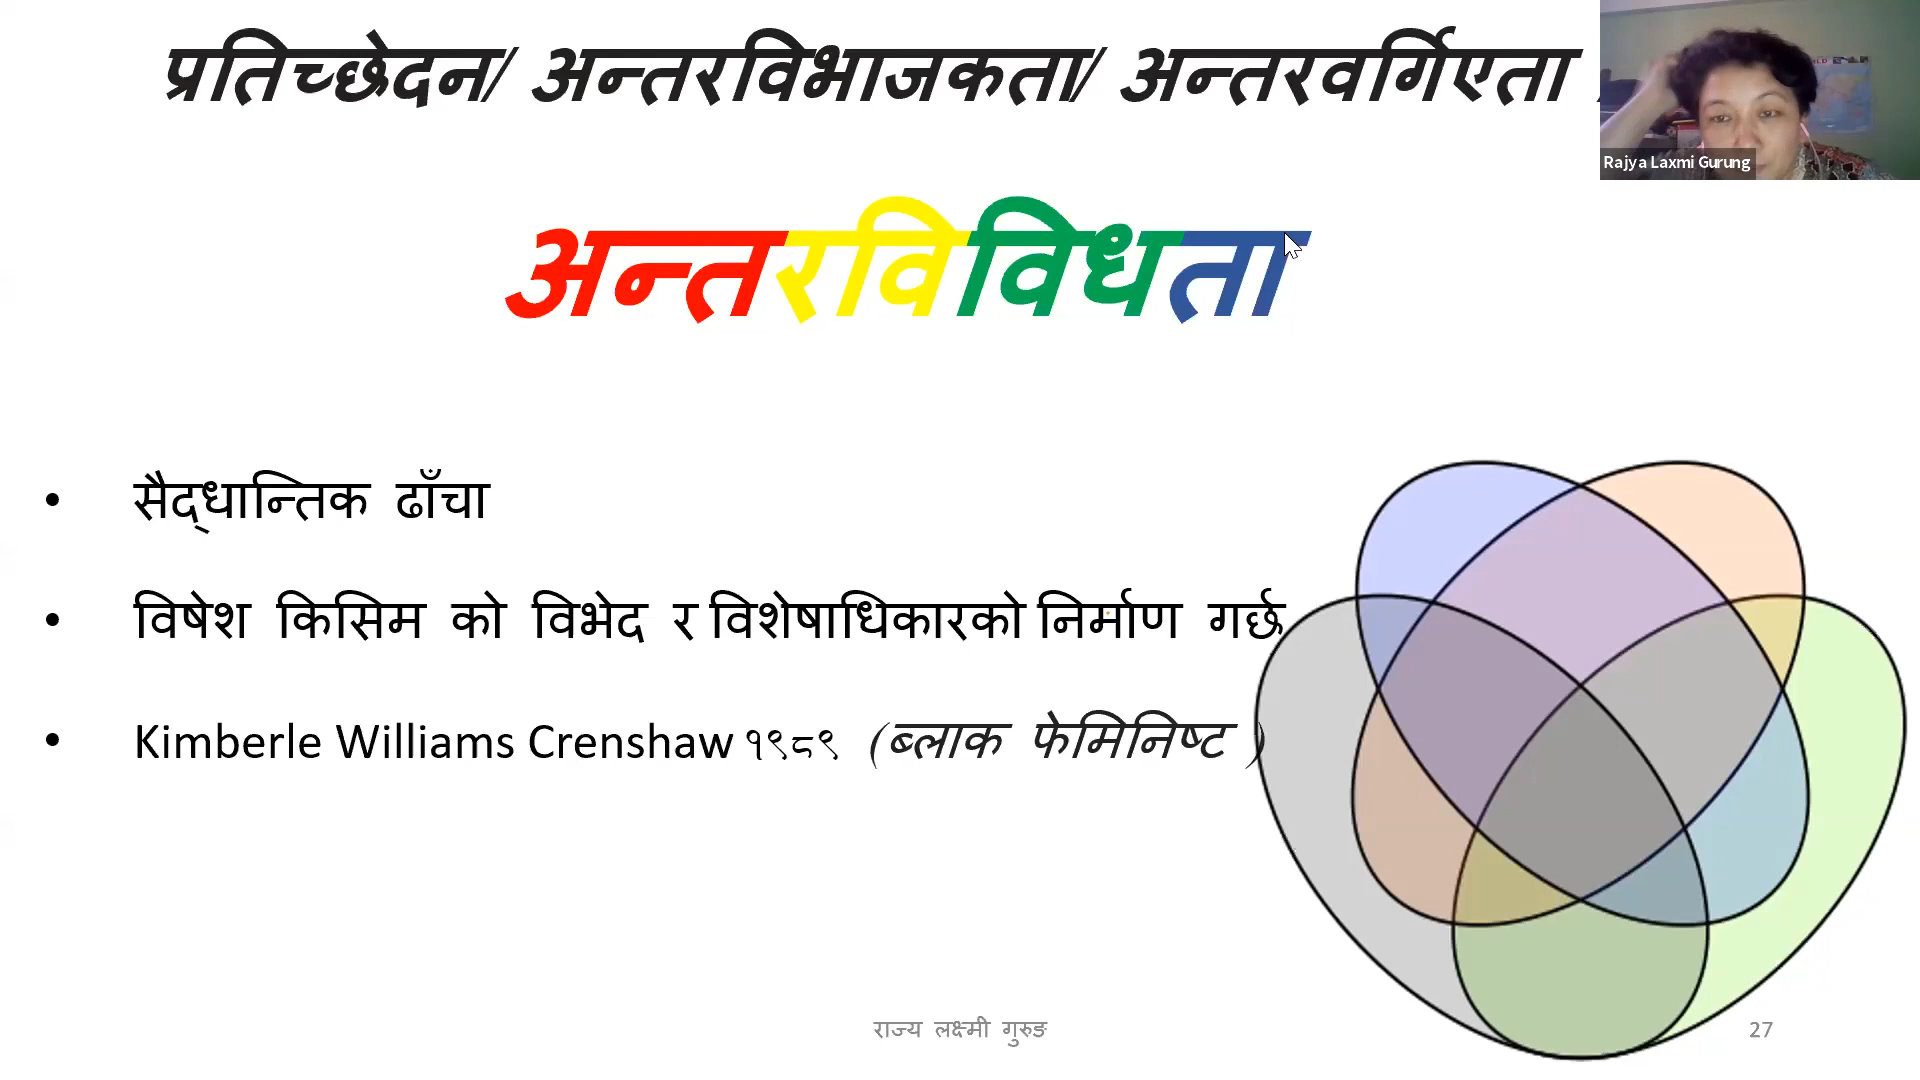 प्रतिच्छेदन/ अन्तरविभाजकता/ अन्तरवर्गिएता
Rajya Laxmi Gurung
अन्तरविविधता
• सैद्धान्तिक ढाँचा
• विषेश किसिम को विभेद र विशेषाधिकारको निर्माण गर्छ
• Kimberle Williams Crenshaw १९८९ (ब्लाक फेमिनिष्ट )
राज्य लक्ष्मी गुरुङ
27